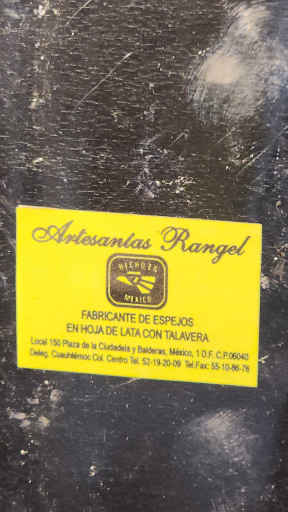 Artesanías Rangel
HECHO EN
MEXICO
FABRICANTE DE ESPEJOS
EN HOJA DE LATA CON TALAVERA
Local 150 Plaza de la Ciudadela y Balderas, México, 1 D.F. C.P.06040
Deleg. Cuauhtémoc Col. Centro Tel. 52-19-20-09 Tel.Fax: 55-10-86-76